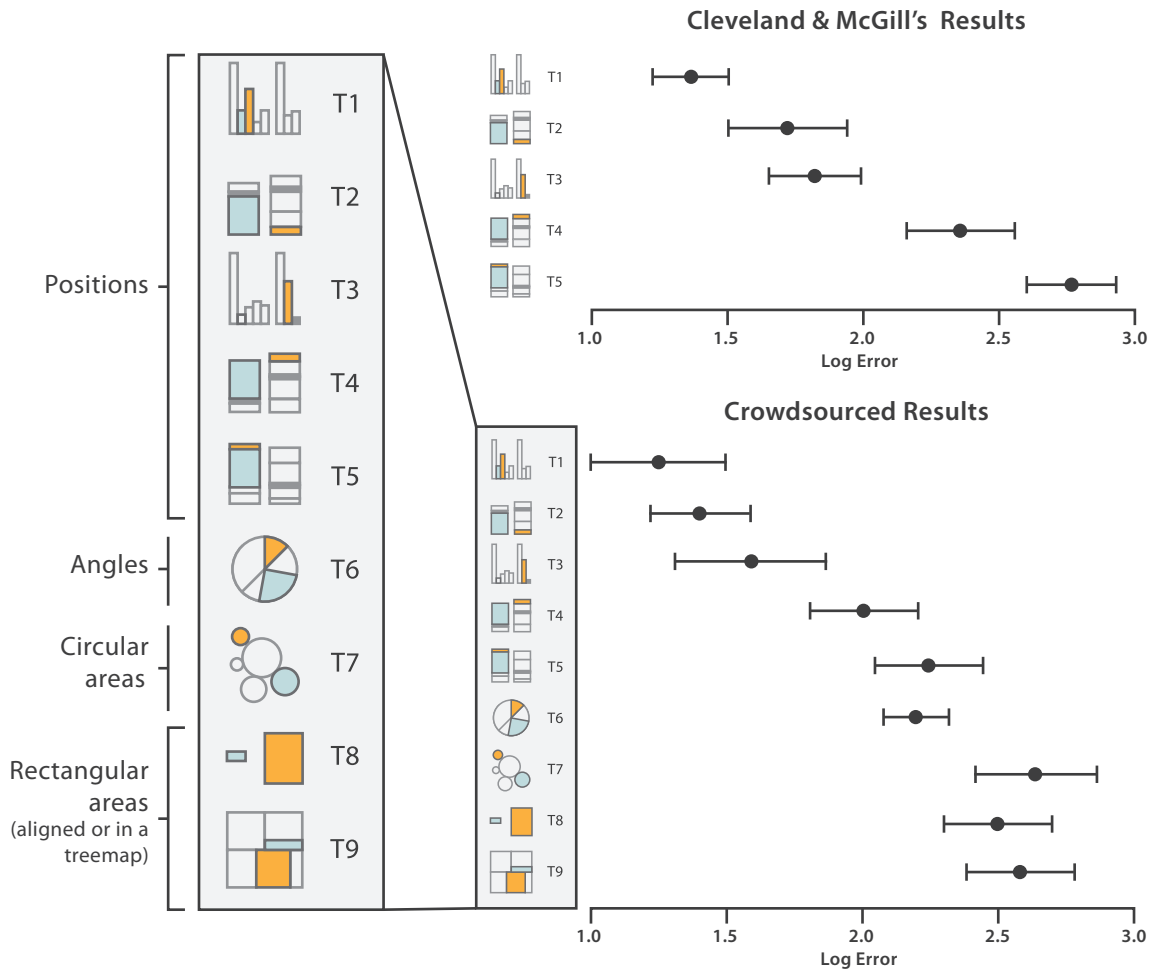 Positions
Angles
Circular
areas
Rectangular
areas
(aligned or in a
treemap)
T1
T2
T3
T4
T5
T6
T7
T8
T9
Cleveland & McGill's Results
T1
T2
T3
T4
T5
1.0 1.5 2.0 2.5 3.0
Log Error
Crowdsourced Results
T1
T2
T3
T4
T5
T6
T7
T8
T9
1.0 1.5 2.0 2.5 3.0
Log Error